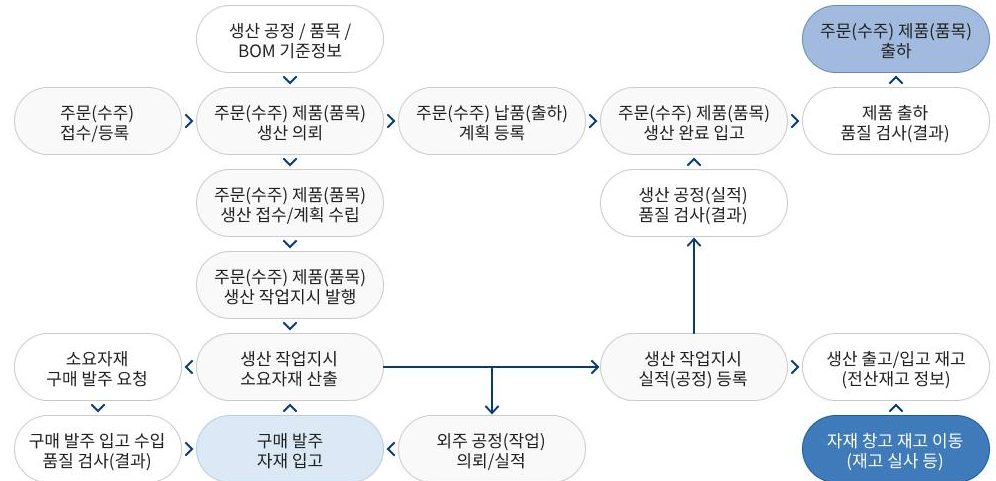 생산 공정 / 품목 /
BOM 기준정보
주문(수주) 제품(품목)
출하
주문(수주)
접수/등록
주문(수주) 제품(품목)
생산 의뢰
주문(수주) 납품(출하)
계획 등록
주문(수주) 제품(품목)
생산 완료 입고
제품 출하
품질 검사(결과)
주문(수주) 제품(품목)
생산 접수/계획 수립
생산 공정(실적)
품질 검사(결과)
주문(수주) 제품(품목)
생산 작업지시 발행
소요자재
구매 발주 요청
생산 작업지시
소요자재 산출
생산 작업지시
실적(공정) 등록
생산 출고/입고 재고
(전산재고 정보)
구매 발주 입고 수입
품질 검사(결과)
구매 발주
자재 입고
외주 공정(작업)
의뢰/실적
자재 창고 재고 이동
(재고 실사 등)